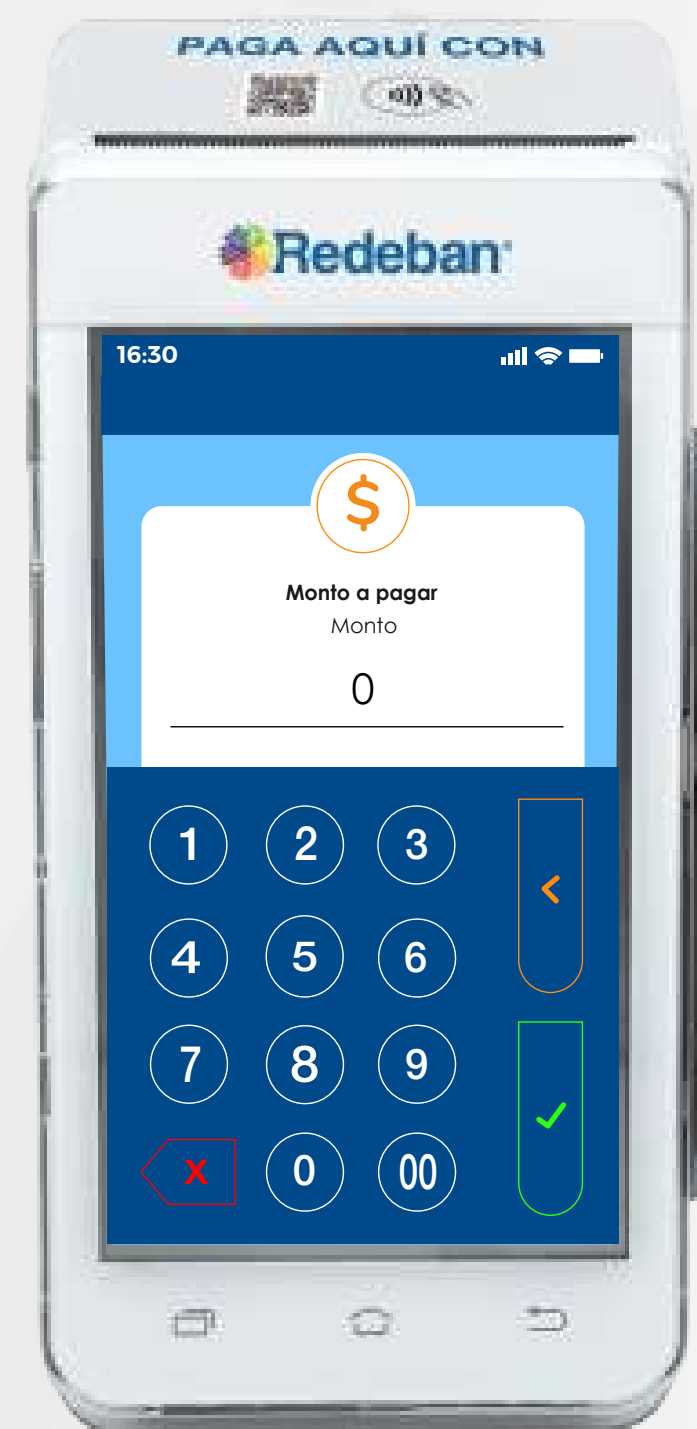 PAGA AQUÍ CON
Redeban
16:30
$
Monto a pagar
Monto
0
1 2 3
<
4 5 6
7 8 9
X 0 00